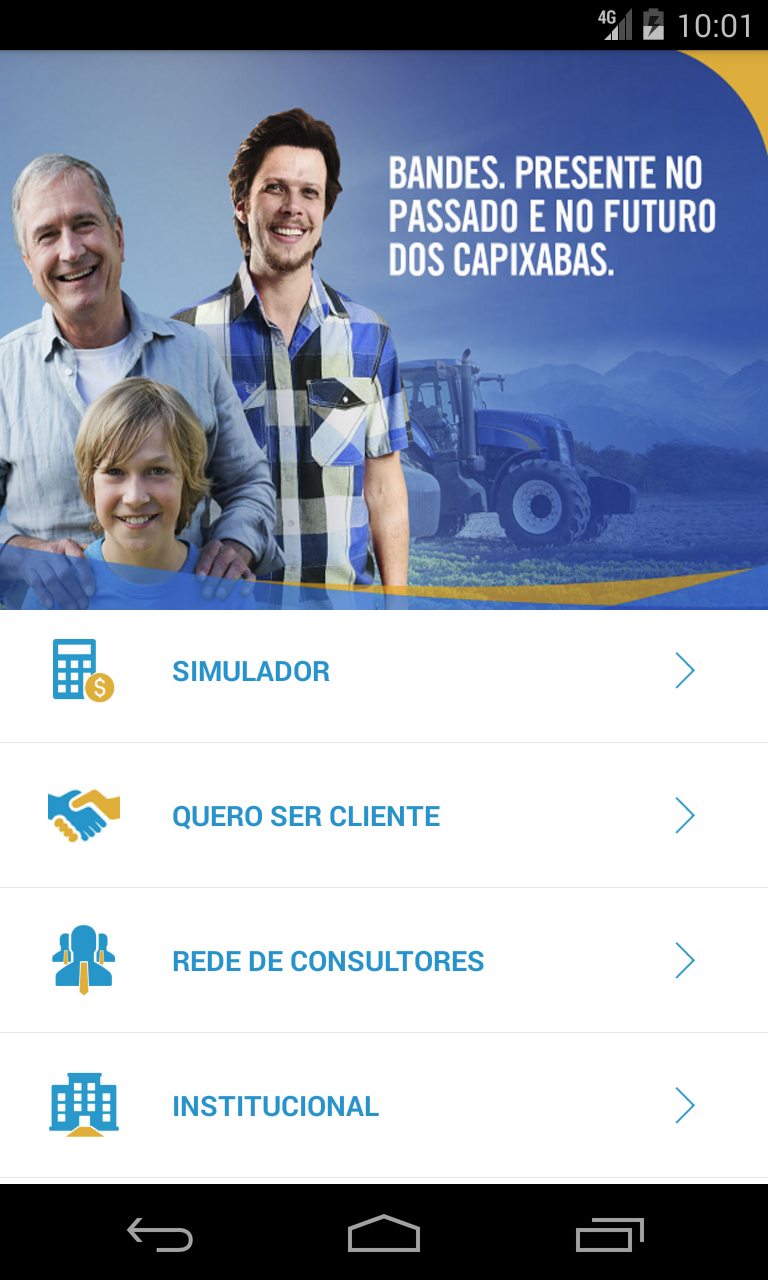 4G 10:01
BANDES. PRESENTE NO
PASSADO E NO FUTURO
DOS CAPIXABAS.
$ SIMULADOR
QUERO SER CLIENTE
REDE DE CONSULTORES
INSTITUCIONAL